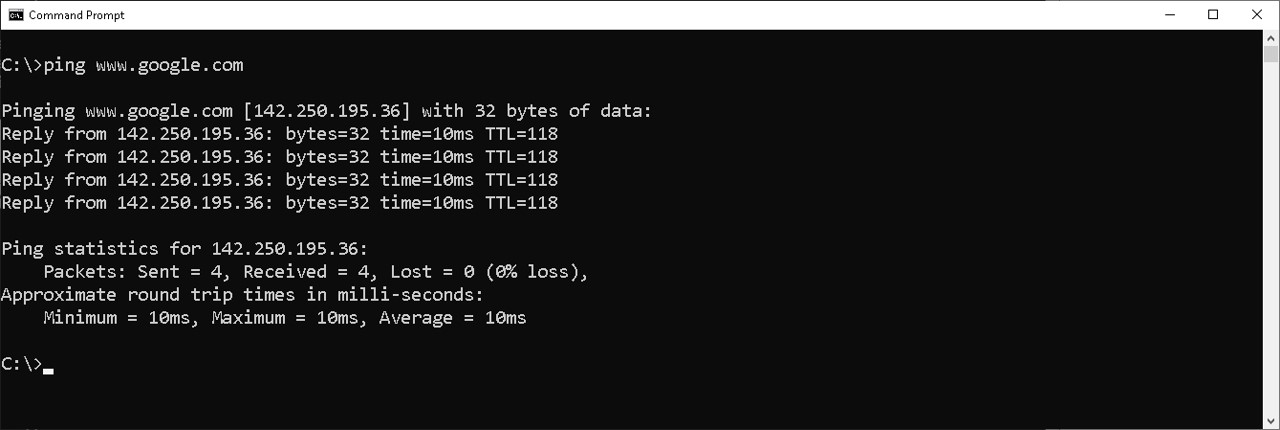 Command Prompt
C:\>ping www.google.com
Pinging www.google.com [142.250.195.36] with 32 bytes of data:
Reply from 142.250.195.36: bytes=32 time=10ms TTL=118
Reply from 142.250.195.36: bytes=32 time=10ms TTL=118
Reply from 142.250.195.36: bytes=32 time=10ms TTL=118
Reply from 142.250.195.36: bytes=32 time=10ms TTL=118
Ping statistics for 142.250.195.36:
    Packets: Sent = 4, Received = 4, Lost = 0 (0% loss),
Approximate round trip times in milli-seconds:
    Minimum = 10ms, Maximum = 10ms, Average = 10ms
C:\>